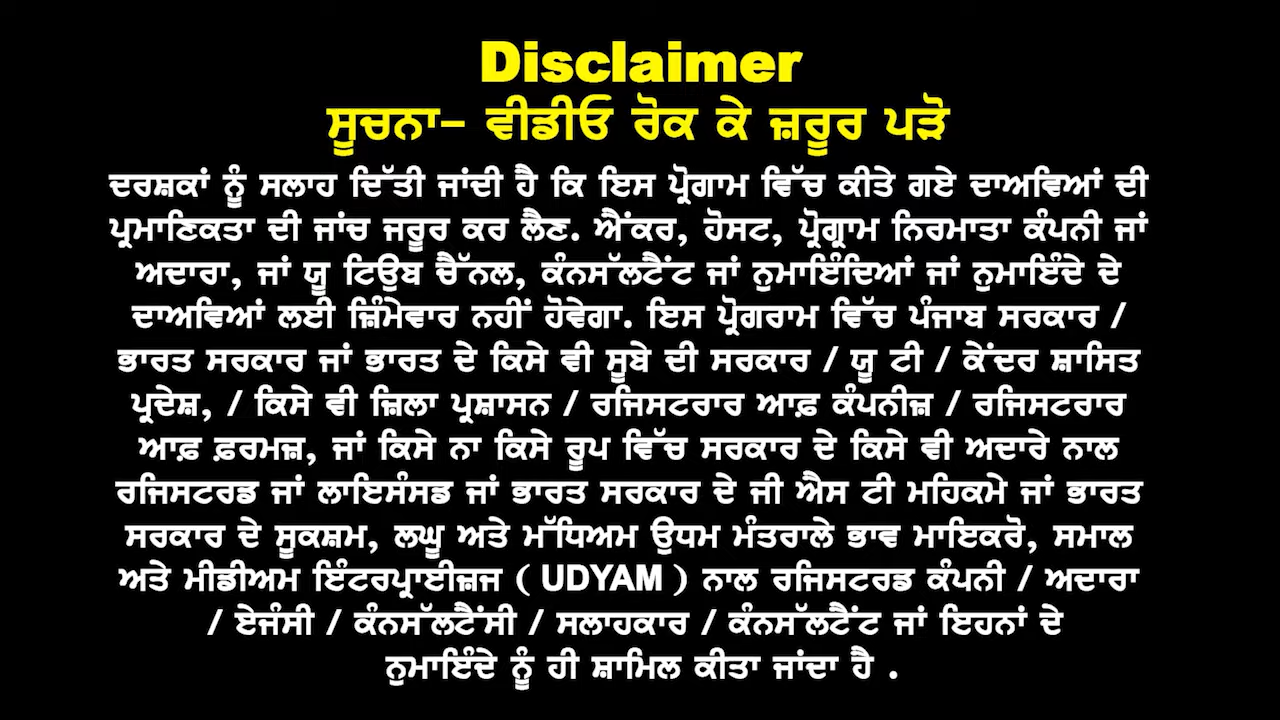 Disclaimer
ਸੂਚਨਾ- ਵੀਡੀਓ ਰੋਕ ਕੇ ਜ਼ਰੂਰ ਪੜੋ
ਦਰਸ਼ਕਾਂ ਨੂੰ ਸਲਾਹ ਦਿੱਤੀ ਜਾਂਦੀ ਹੈ ਕਿ ਇਸ ਪ੍ਰੋਗਾਮ ਵਿੱਚ ਕੀਤੇ ਗਏ ਦਾਅਵਿਆਂ ਦੀ
ਪ੍ਰਮਾਣਿਕਤਾ ਦੀ ਜਾਂਚ ਜਰੂਰ ਕਰ ਲੈਣ. ਐਂਕਰ, ਹੋਸਟ, ਪ੍ਰੋਗ੍ਰਾਮ ਨਿਰਮਾਤਾ ਕੰਪਨੀ ਜਾਂ
ਅਦਾਰਾ, ਜਾਂ ਯੂ ਟਿਊਬ ਚੈੱਨਲ, ਕੰਨਸੱਲਟੈਂਟ ਜਾਂ ਨੁਮਾਇੰਦਿਆਂ ਜਾਂ ਨੁਮਾਇੰਦੇ ਦੇ
ਦਾਅਵਿਆਂ ਲਈ ਜ਼ਿੰਮੇਵਾਰ ਨਹੀਂ ਹੋਵੇਗਾ. ਇਸ ਪ੍ਰੋਗਰਾਮ ਵਿੱਚ ਪੰਜਾਬ ਸਰਕਾਰ /
ਭਾਰਤ ਸਰਕਾਰ ਜਾਂ ਭਾਰਤ ਦੇ ਕਿਸੇ ਵੀ ਸੂਬੇ ਦੀ ਸਰਕਾਰ / ਯੂ ਟੀ / ਕੇਂਦਰ ਸ਼ਾਸਿਤ
ਪ੍ਰਦੇਸ਼, / ਕਿਸੇ ਵੀ ਜ਼ਿਲਾ ਪ੍ਰਸ਼ਾਸਨ / ਰਜਿਸਟਰਾਰ ਆਫ਼ ਕੰਪਨੀਜ਼ / ਰਜਿਸਟਰਾਰ
ਆਫ਼ ਫ਼ਰਮਜ਼, ਜਾਂ ਕਿਸੇ ਨਾ ਕਿਸੇ ਰੂਪ ਵਿੱਚ ਸਰਕਾਰ ਦੇ ਕਿਸੇ ਵੀ ਅਦਾਰੇ ਨਾਲ
ਰਜਿਸਟਰਡ ਜਾਂ ਲਾਇਸੰਸਡ ਜਾਂ ਭਾਰਤ ਸਰਕਾਰ ਦੇ ਜੀ ਐਸ ਟੀ ਮਹਿਕਮੇ ਜਾਂ ਭਾਰਤ
ਸਰਕਾਰ ਦੇ ਸੂਕਸ਼ਮ, ਲਘੂ ਅਤੇ ਮੱਧਿਅਮ ਉਧਮ ਮੰਤਰਾਲੇ ਭਾਵ ਮਾਇਕਰੋ, ਸਮਾਲ
ਅਤੇ ਮੀਡੀਅਮ ਇੰਟਰਪ੍ਰਾਈਜ਼ਜ ( UDYAM ) ਨਾਲ ਰਜਿਸਟਰਡ ਕੰਪਨੀ / ਅਦਾਰਾ
/ ਏਜੰਸੀ / ਕੰਨਸੱਲਟੈਂਸੀ / ਸਲਾਹਕਾਰ / ਕੰਨਸੱਲਟੈਂਟ ਜਾਂ ਇਹਨਾਂ ਦੇ
ਨੁਮਾਇੰਦੇ ਨੂੰ ਹੀ ਸ਼ਾਮਿਲ ਕੀਤਾ ਜਾਂਦਾ ਹੈ .